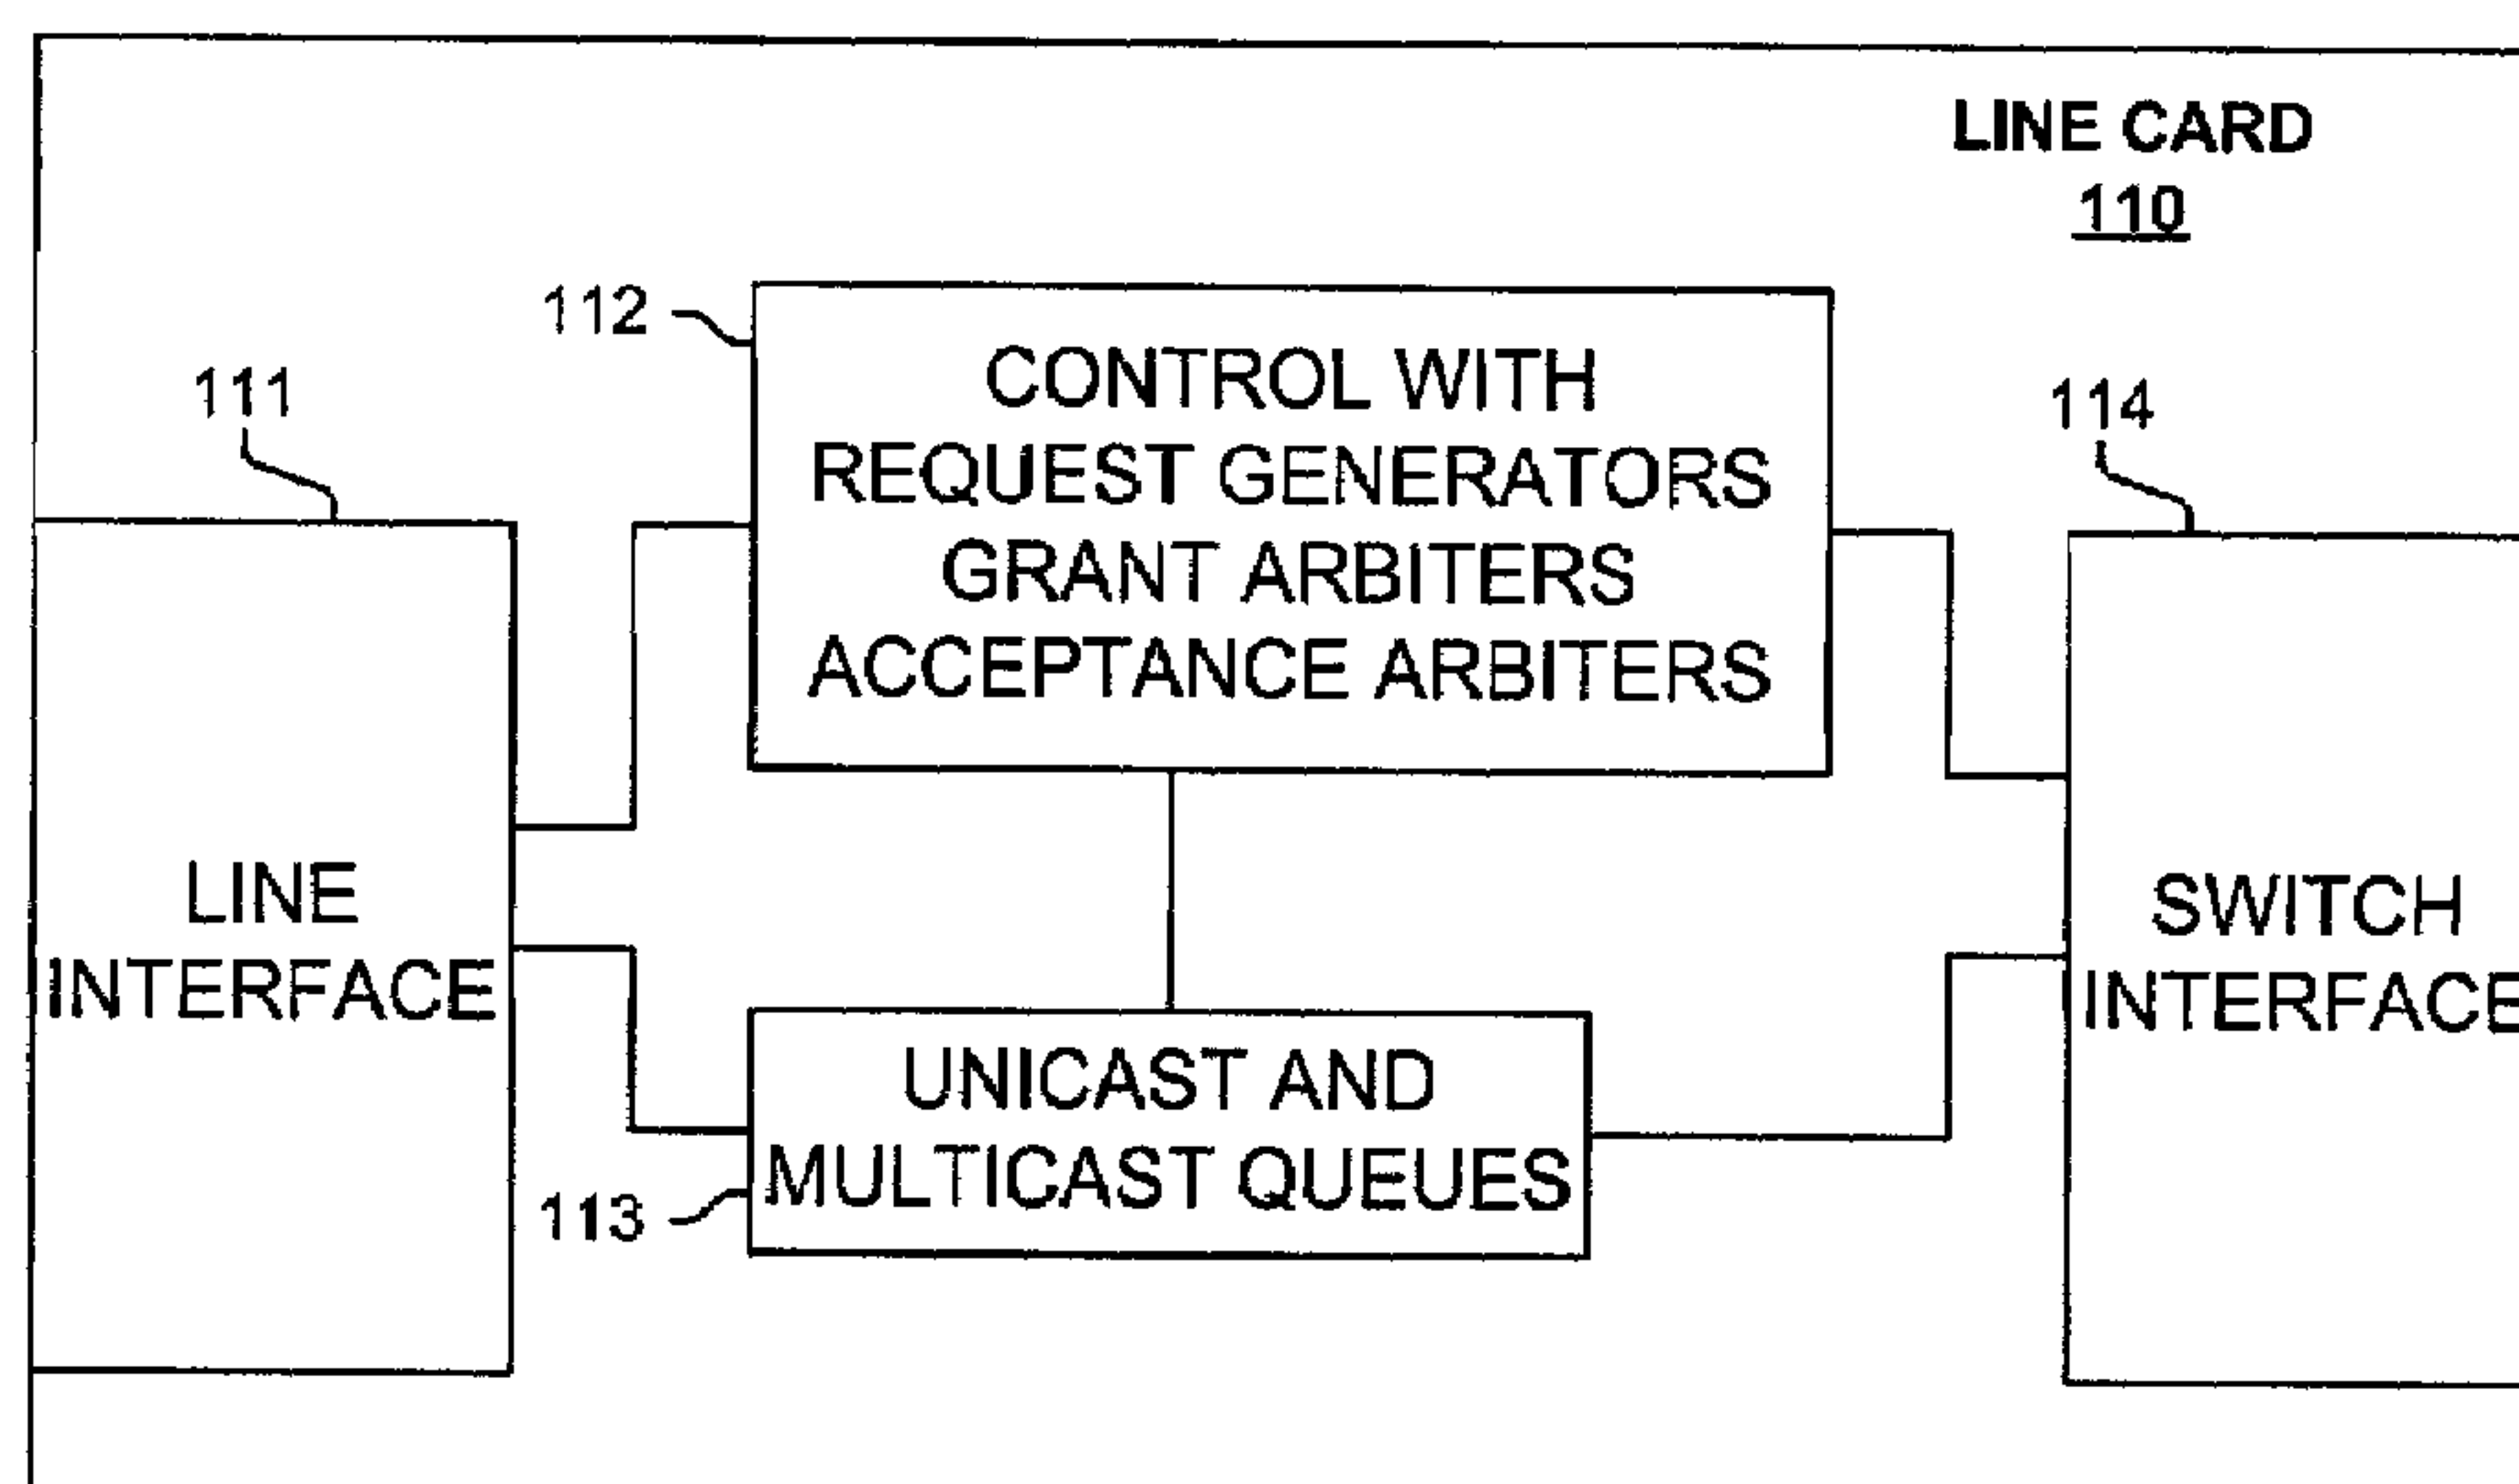 LINE CARD
110
112
CONTROL WITH
REQUEST GENERATORS
GRANT ARBITERS
ACCEPTANCE ARBITERS
111
114
LINE
INTERFACE
SWITCH
INTERFACE
UNICAST AND
MULTICAST QUEUES
113